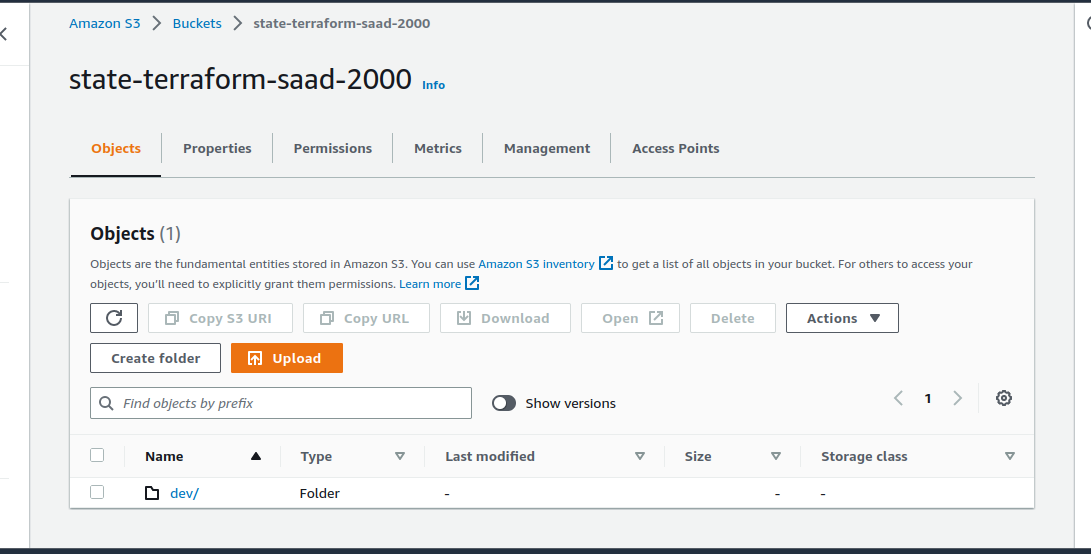 Amazon S3 > Buckets > state-terraform-saad-2000
state-terraform-saad-2000 Info
Objects Properties Permissions Metrics Management Access Points
Objects (1)
Objects are the fundamental entities stored in Amazon S3. You can use Amazon S3 inventory to get a list of all objects in your bucket. For others to access your
objects, you'll need to explicitly grant them permissions. Learn more
Copy S3 URI Copy URL Download Open Delete Actions
Create folder Upload
Find objects by prefix Show versions 1
Name Type Last modified Size Storage class
dev/ Folder - - -